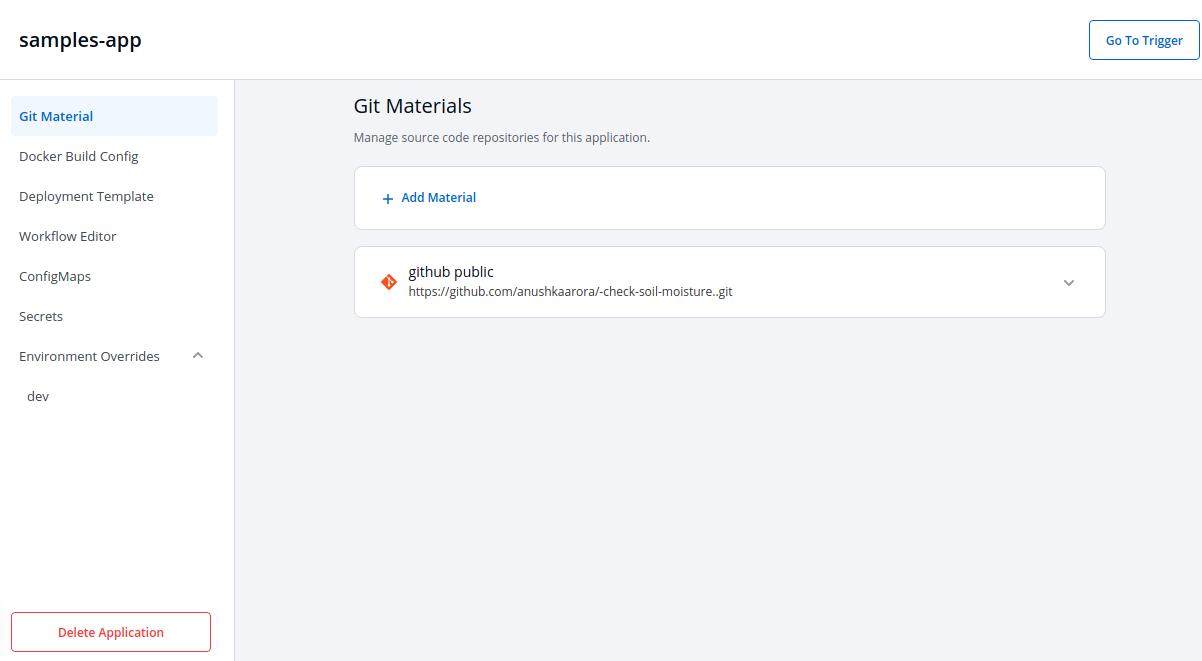 samples-app
Go To Trigger
Git Material
Docker Build Config
Deployment Template
Workflow Editor
ConfigMaps
Secrets
Environment Overrides
dev
Delete Application
Git Materials
Manage source code repositories for this application.
+ Add Material
github public
https://github.com/anushkaarora/-check-soil-moisture..git